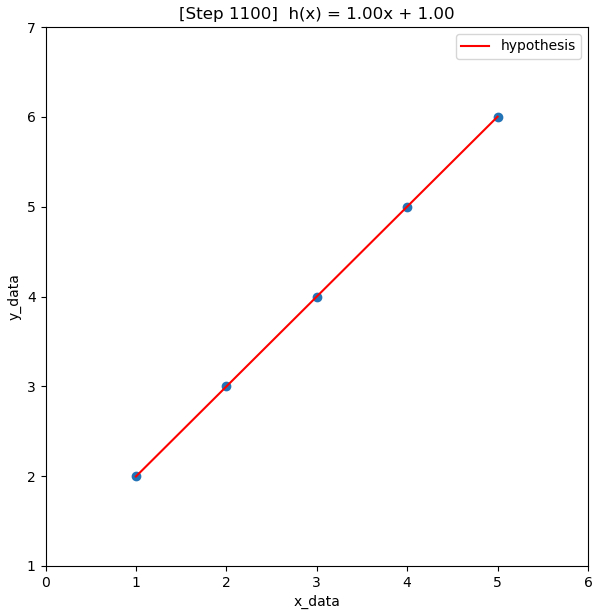 [Step 1100]  h(x) = 1.00x + 1.00
hypothesis
7
6
5
4
3
2
1
y_data
0 1 2 3 4 5 6
x_data